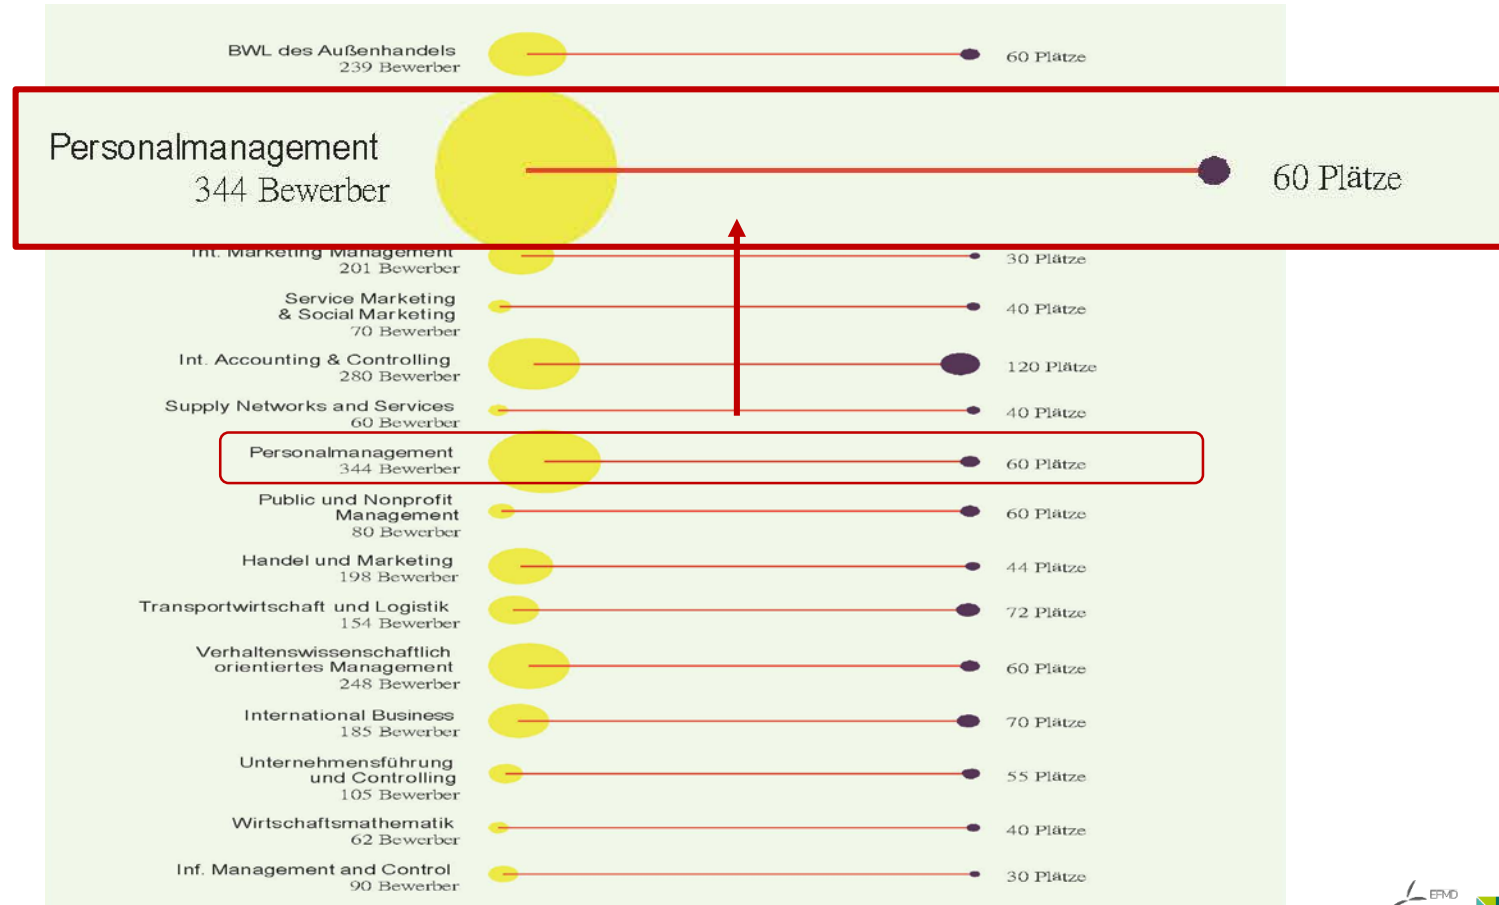 BWL des Außenhandels
239 Bewerber
60 Plätze
Personalmanagement
344 Bewerber
60 Plätze
Int. Marketing Management
201 Bewerber
30 Plätze
Service Marketing
& Social Marketing
70 Bewerber
40 Plätze
Int. Accounting & Controlling
280 Bewerber
120 Plätze
Supply Networks and Services
60 Bewerber
40 Plätze
Personalmanagement
344 Bewerber
60 Plätze
Public und Nonprofit
Management
80 Bewerber
60 Plätze
Handel und Marketing
198 Bewerber
44 Plätze
Transportwirtschaft und Logistik
154 Bewerber
72 Plätze
Verhaltenswissenschaftlich
orientiertes Management
248 Bewerber
60 Plätze
International Business
185 Bewerber
70 Plätze
Unternehmensführung
und Controlling
105 Bewerber
55 Plätze
Wirtschaftsmathematik
62 Bewerber
40 Plätze
Inf. Management and Control
90 Bewerber
30 Plätze
EFMD